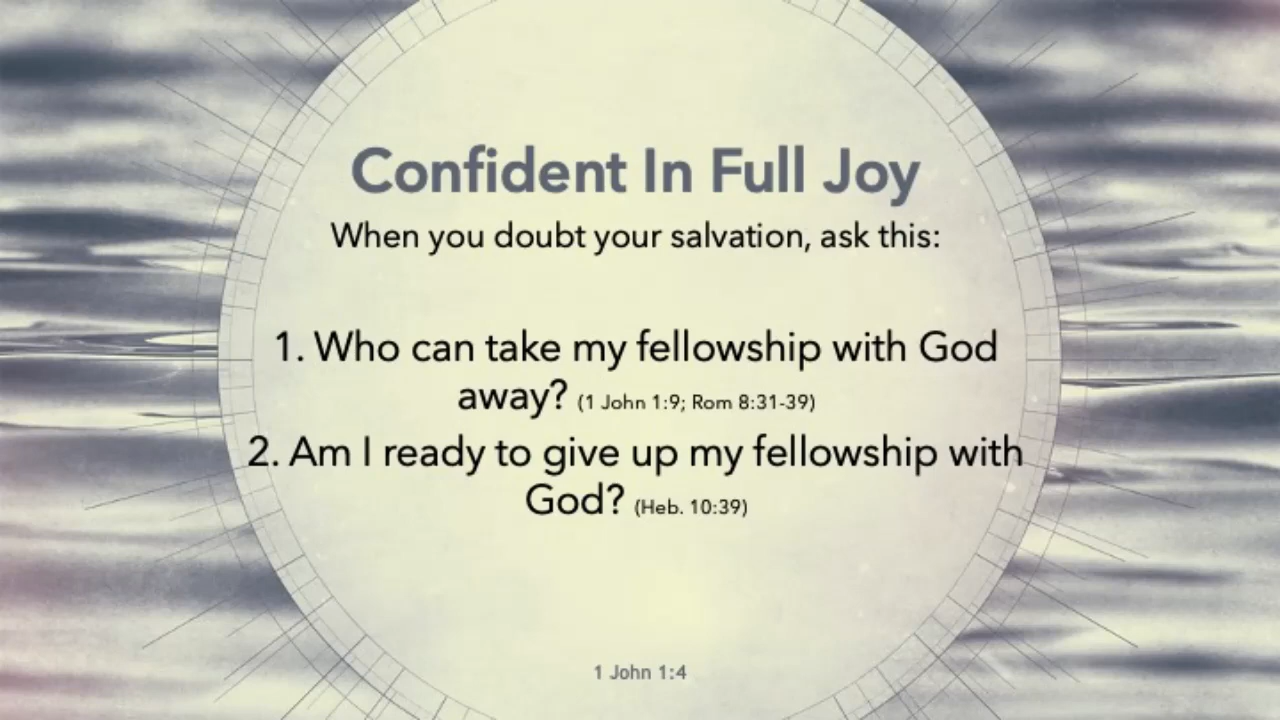 Confident In Full Joy
When you doubt your salvation, ask this:
1. Who can take my fellowship with God
away? (1 John 1:9; Rom 8:31-39)
2. Am I ready to give up my fellowship with
God? (Heb. 10:39)
1 John 1:4